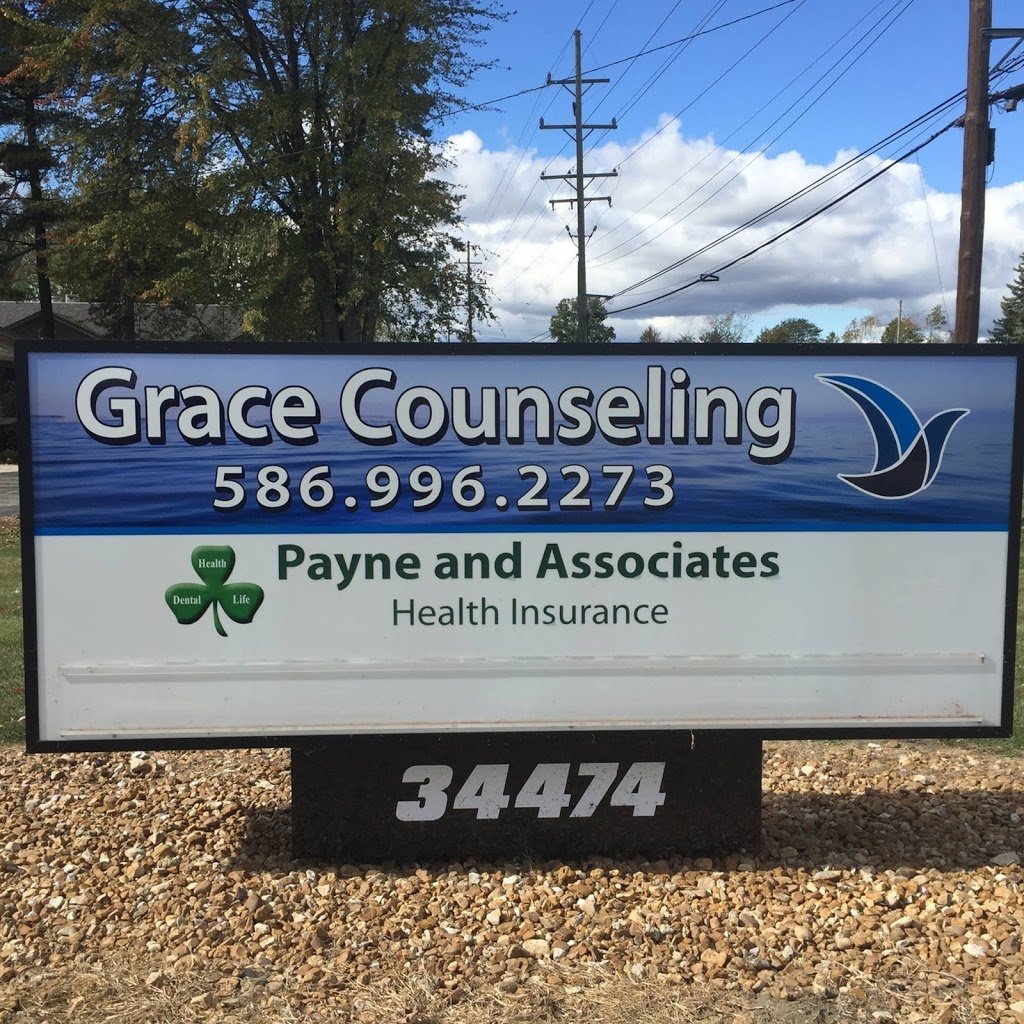 Grace Counseling
586.996.2273
Health
Dental Life
Payne and Associates
Health Insurance
34474